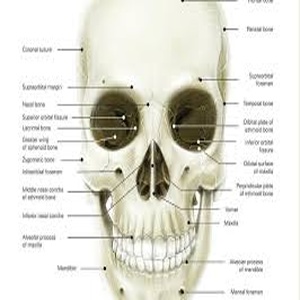 Frontal bone
Parietal bone
Coronal suture
Supraorbital
foramen
Supraorbital margin
Nasal bone
Temporal bone
Superior orbital fissure
Lacrimal bone
Orbital plate of
ethmoid bone
Greater wing
of sphenoid bone
Inferior orbital
fissure
Zygomatic bone
Orbital surface
of maxilla
Infraorbital foramen
Middle nasal concha
of ethmoid bone
Perpendicular plate
of ethmoid bone
Inferior nasal concha
Vomer
Maxilla
Alveolar process
of maxilla
Alveolar process
of mandible
Mandible
Mental foramen